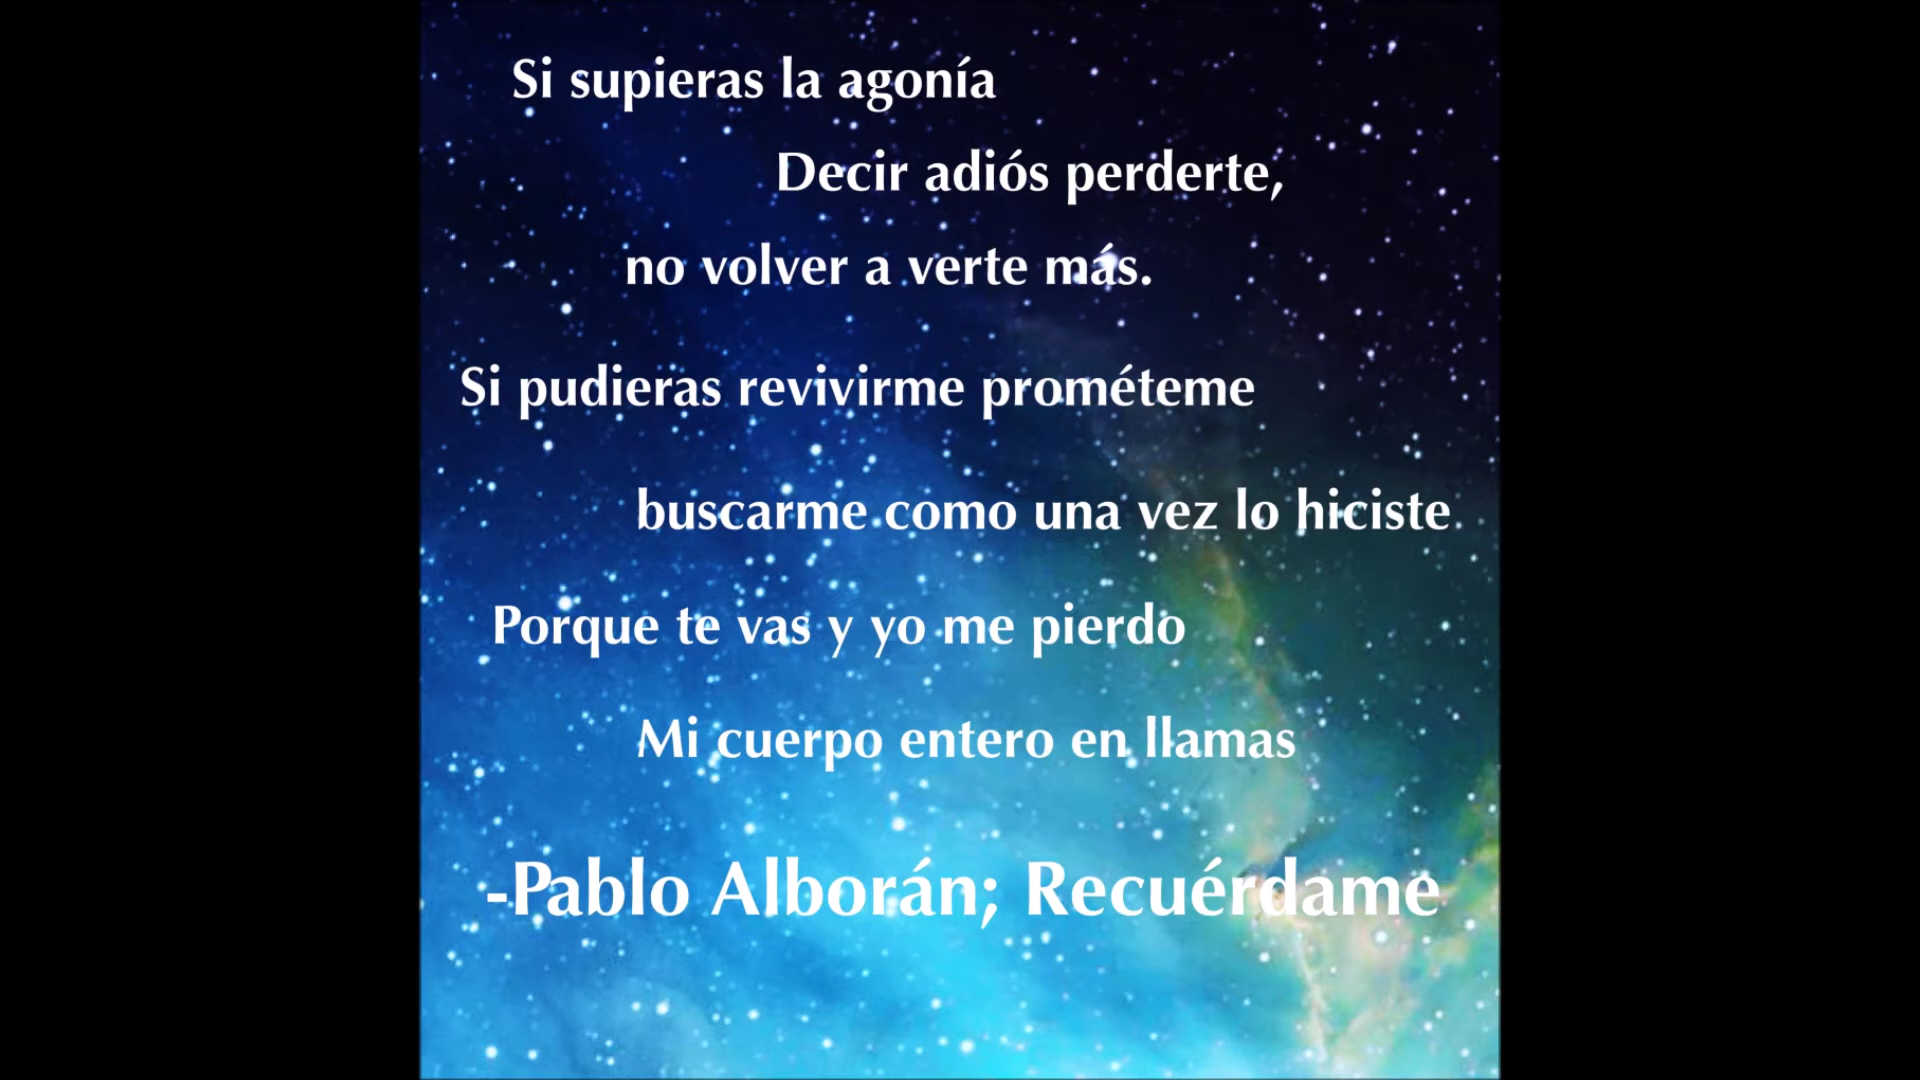 Si supieras la agonía
Decir adiós perderte,
no volver a verte más.
Si pudieras revivirme prométeme
buscarme como una vez lo hiciste
Porque te vas y yo me pierdo
Mi cuerpo entero en llamas
-Pablo Alborán; Recuérdame